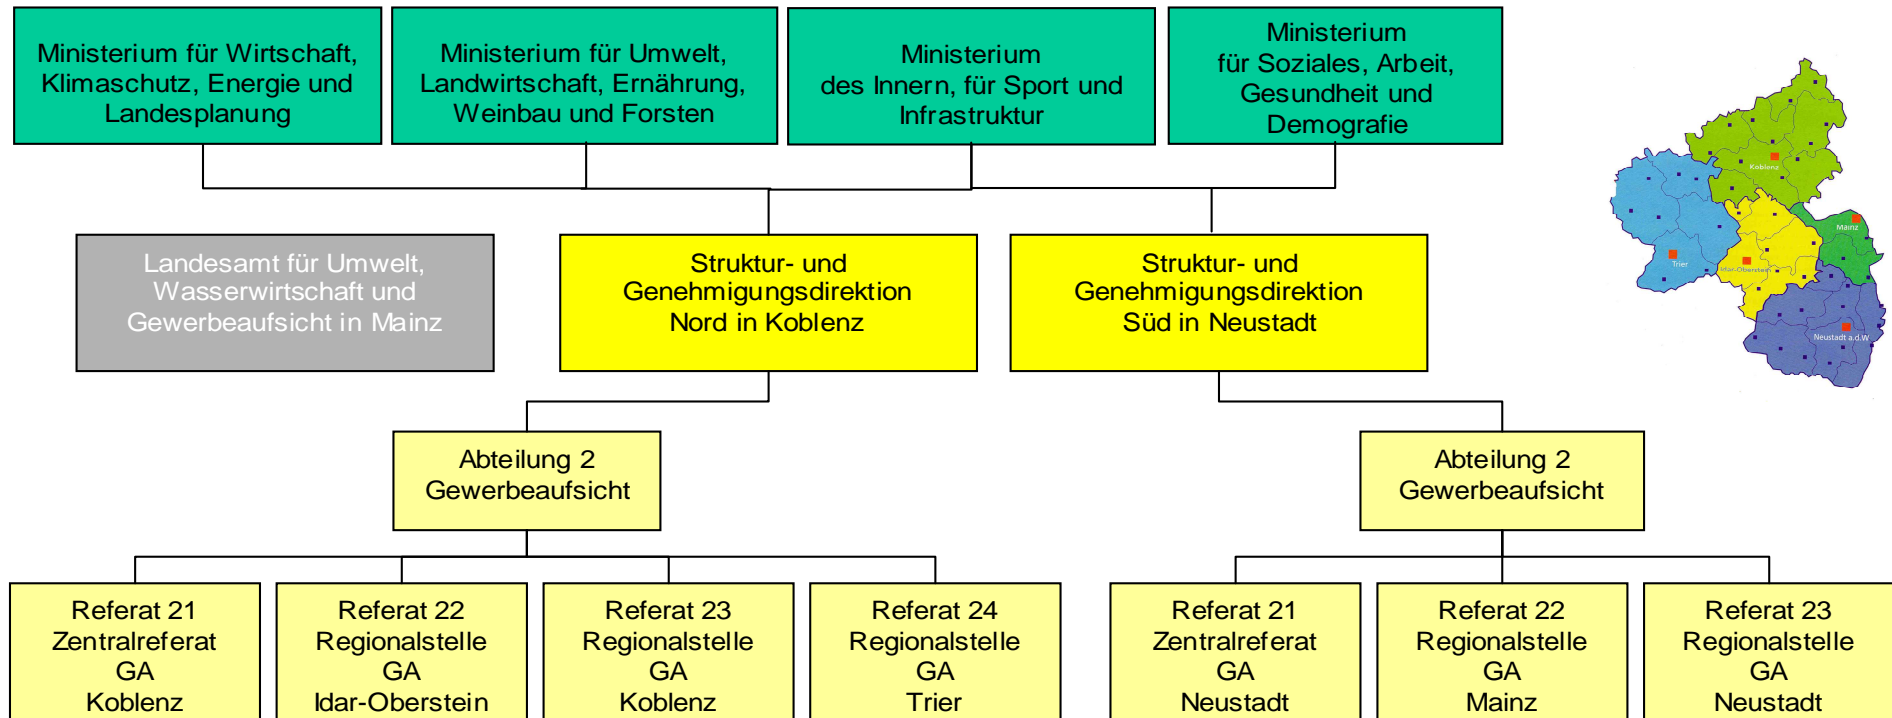 Ministerium für Wirtschaft,
Klimaschutz, Energie und
Landesplanung
Ministerium für Umwelt,
Landwirtschaft, Ernährung,
Weinbau und Forsten
Ministerium
des Innern, für Sport und
Infrastruktur
Ministerium
für Soziales, Arbeit,
Gesundheit und
Demografie
Landesamt für Umwelt,
Wasserwirtschaft und
Gewerbeaufsicht in Mainz
Struktur- und
Genehmigungsdirektion
Nord in Koblenz
Struktur- und
Genehmigungsdirektion
Süd in Neustadt
Koblenz
Mainz
Trier
Idar-Oberstein
Neustadt a.d.W
Abteilung 2
Gewerbeaufsicht
Abteilung 2
Gewerbeaufsicht
Referat 21
Zentralreferat
GA
Koblenz
Referat 22
Regionalstelle
GA
Idar-Oberstein
Referat 23
Regionalstelle
GA
Koblenz
Referat 24
Regionalstelle
GA
Trier
Referat 21
Zentralreferat
GA
Neustadt
Referat 22
Regionalstelle
GA
Mainz
Referat 23
Regionalstelle
GA
Neustadt